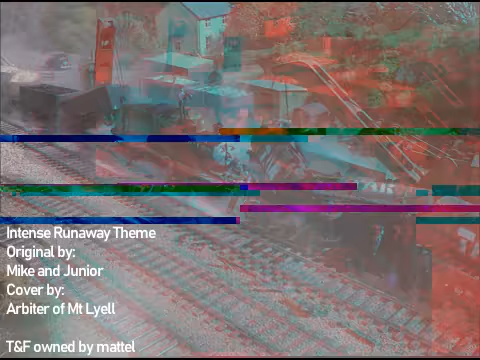 Intense Runaway Theme
Original by:
Mike and Junior
Cover by:
Arbiter of Mt Lyell
T&F owned by mattel